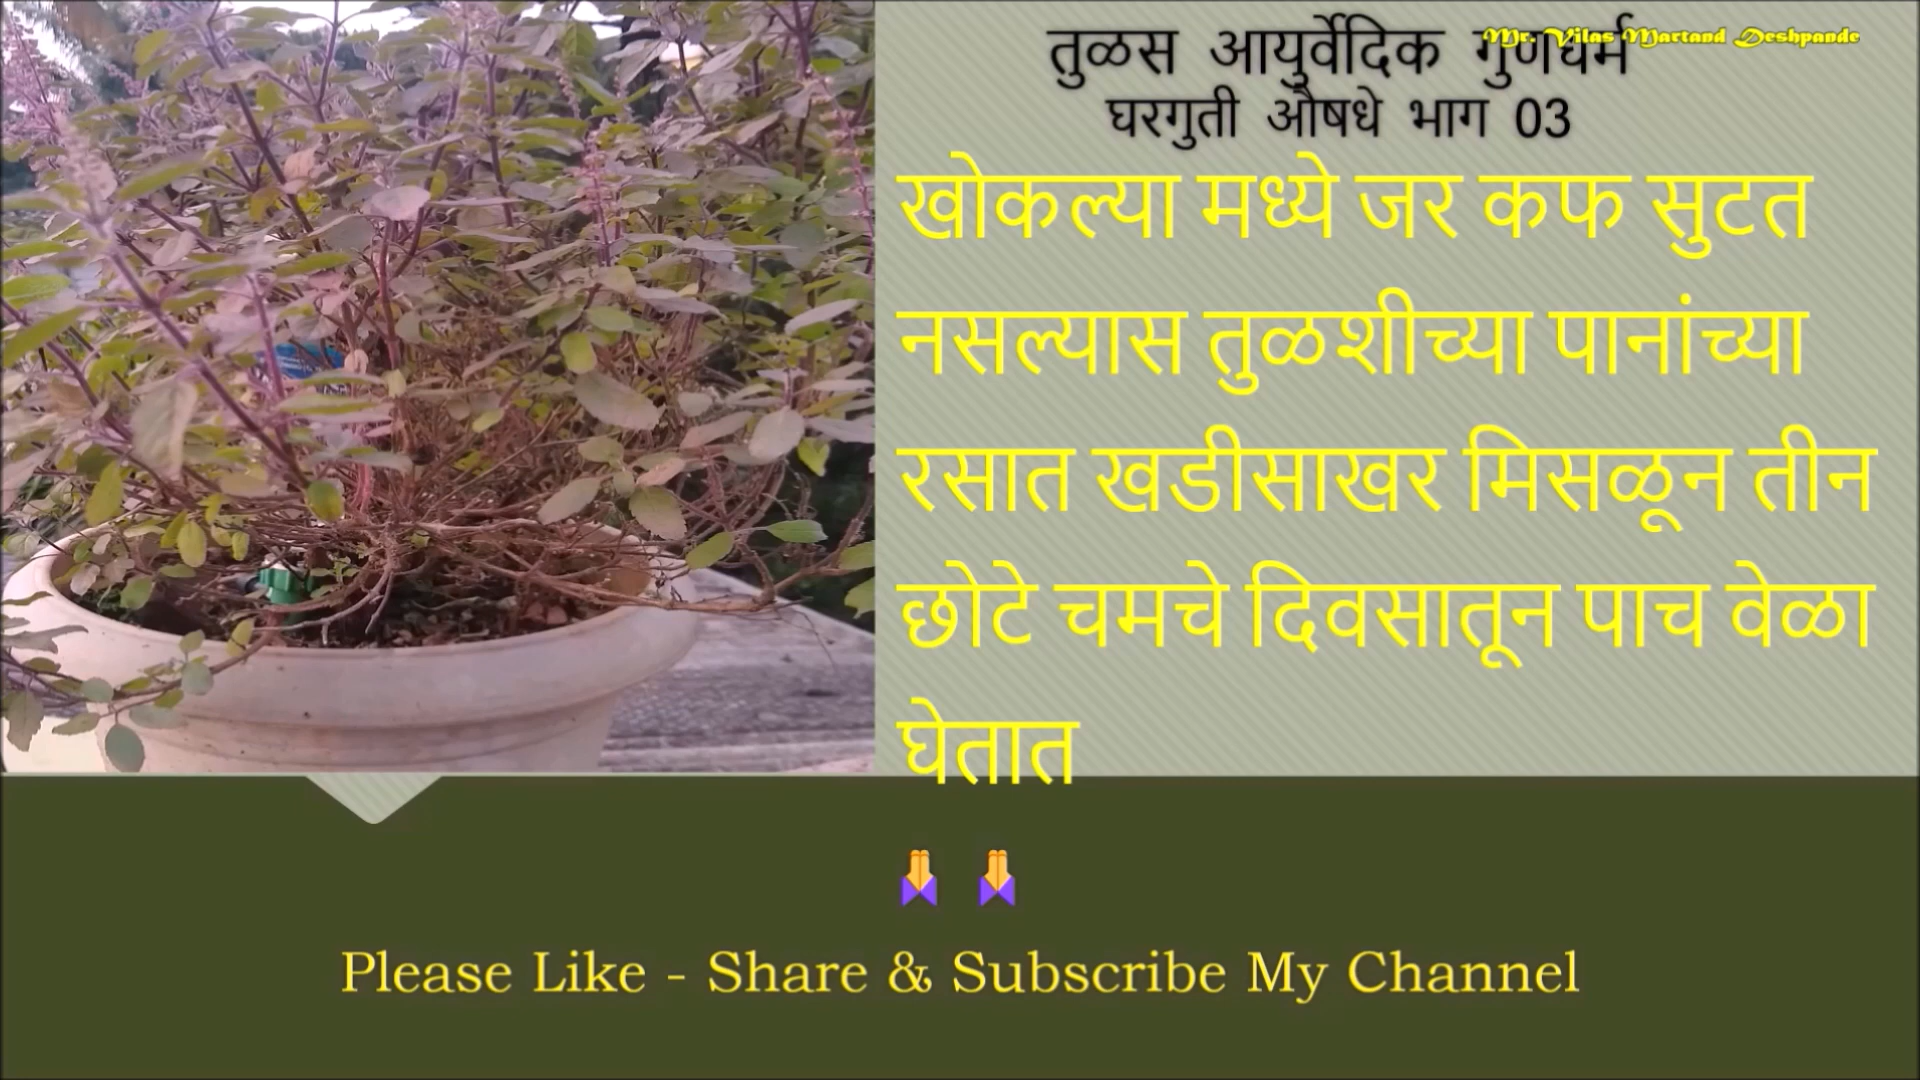 तुळस आयुर्वेदिक गुणधर्म
Mr. Vilas Martand Deshpande
घरगुती औषधे भाग 03
खोकल्या मध्ये जर कफ सुटत
नसल्यास तुळशीच्या पानांच्या
रसात खडीसाखर मिसळून तीन
छोटे चमचे दिवसातून पाच वेळा
घेतात
🙏 🙏
Please Like - Share & Subscribe My Channel